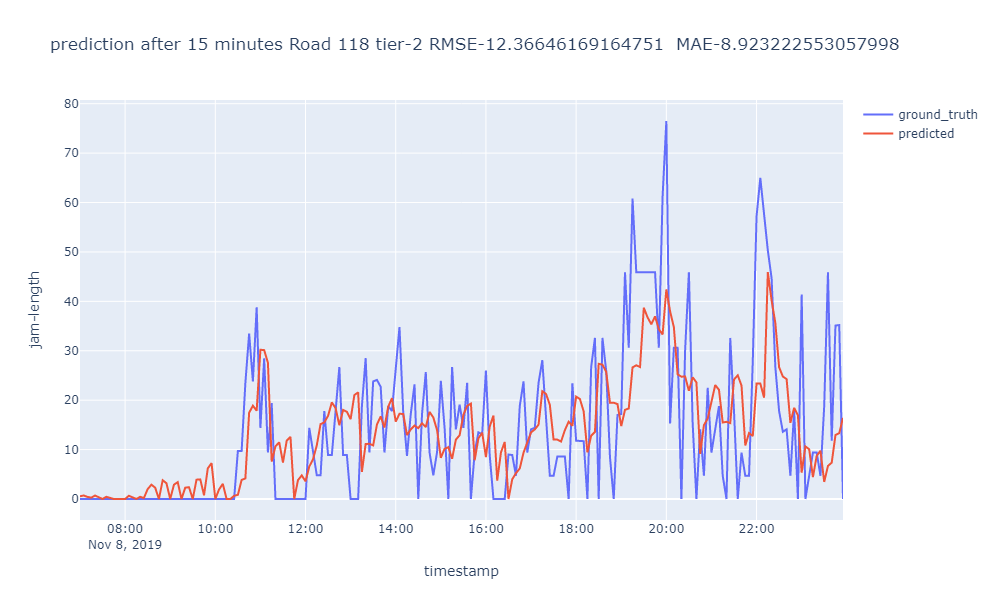 prediction after 15 minutes Road 118 tier-2 RMSE-12.36646169164751  MAE-8.923222553057998
ground_truth
predicted
80
70
60
50
40
30
20
10
0
jam-length
08:00 10:00 12:00 14:00 16:00 18:00 20:00 22:00
Nov 8, 2019
timestamp